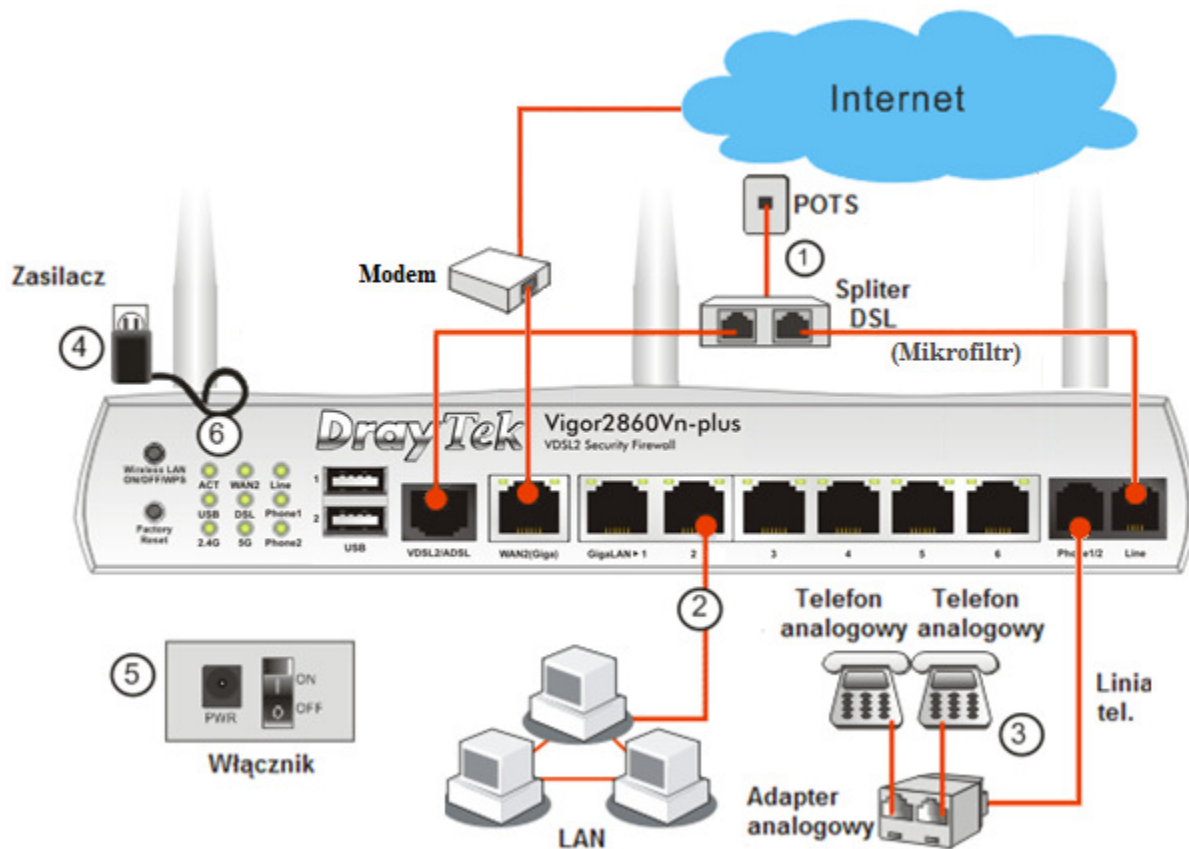 Internet
POTS
1
Zasilacz
Modem
Spliter
DSL
(Mikrofiltr)
4
6
DrayTek
Vigor2860Vn-plus
VDSL2 Security Firewall
Wireless LAN
ON/OFF/WPS
ACT WAN2 Line
USB DSL Phone1
2.4G 5G Phone2
Factory
Reset
1
2
USB
VDSL2/ADSL
WAN2(Giga)
GigaLAN ▸ 1
2
3
4
5
6
Phone1/2
Line
2
Telefon
analogowy
Telefon
analogowy
5
PWR
ON
I
O
OFF
Włącznik
Linia
tel.
3
Adapter
analogowy
LAN